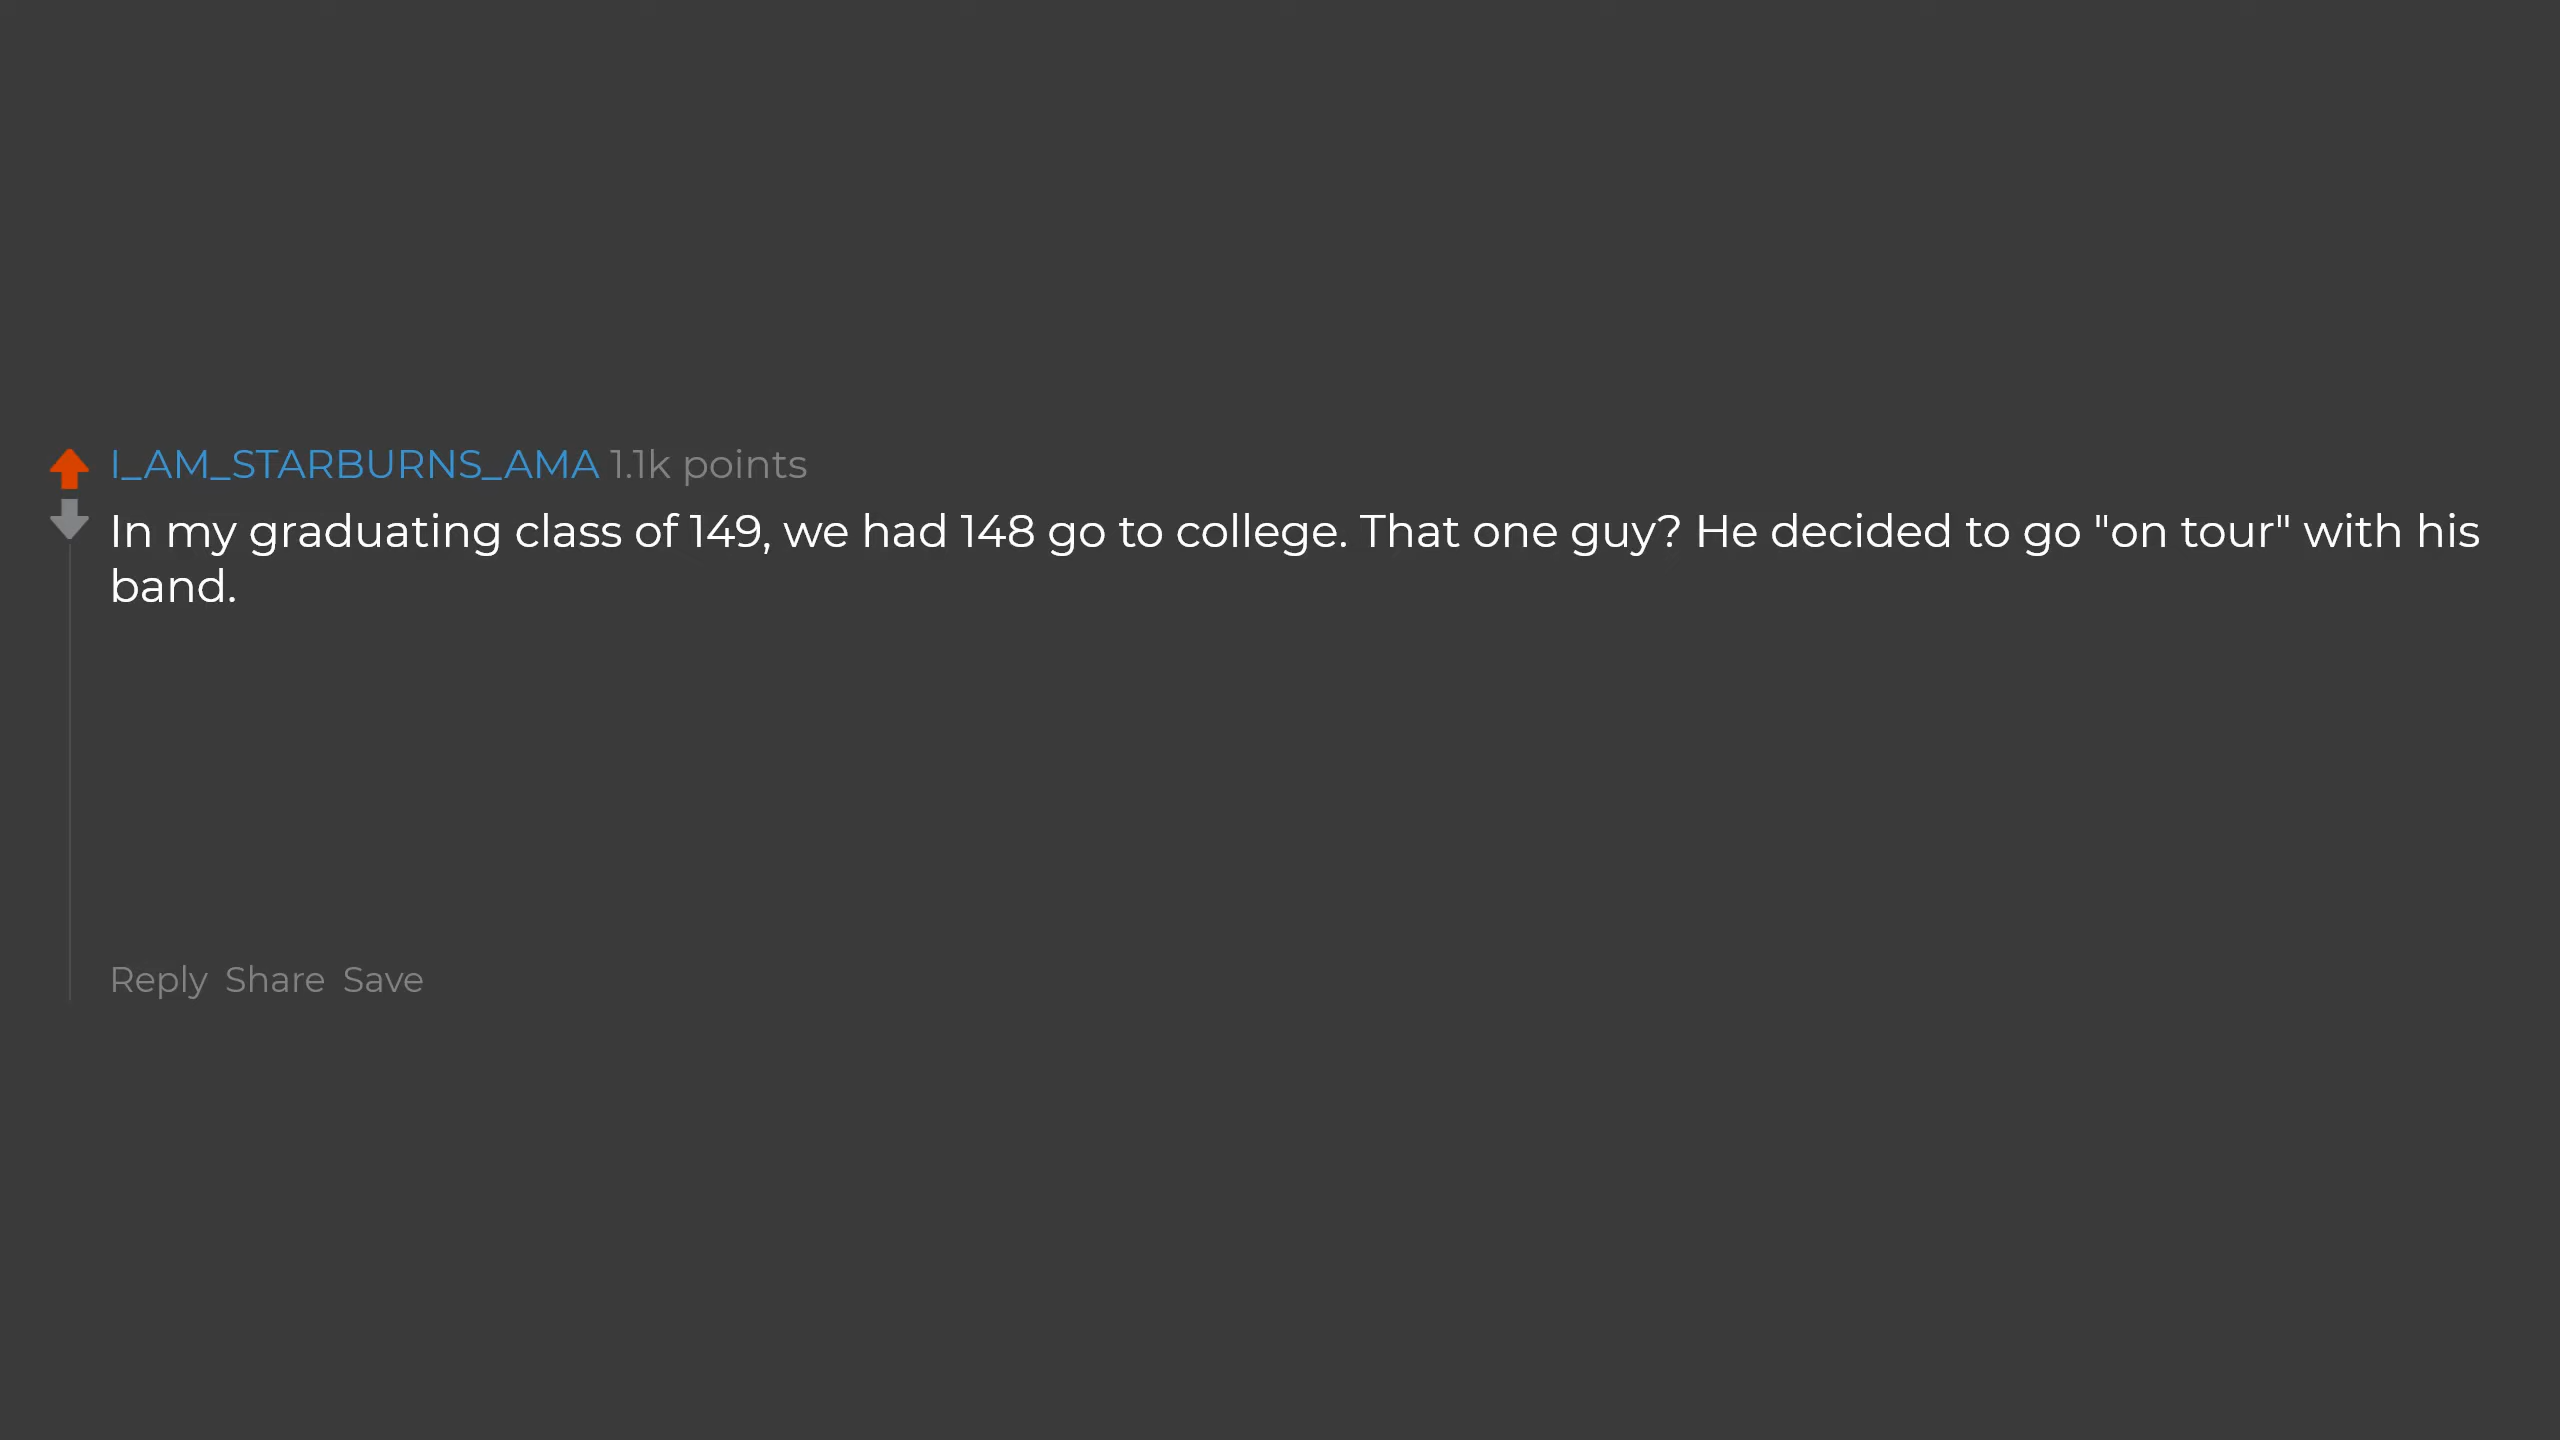 I_AM_STARBURNS_AMA 1.1k points
In my graduating class of 149, we had 148 go to college. That one guy? He decided to go "on tour" with his
band.
Reply Share Save